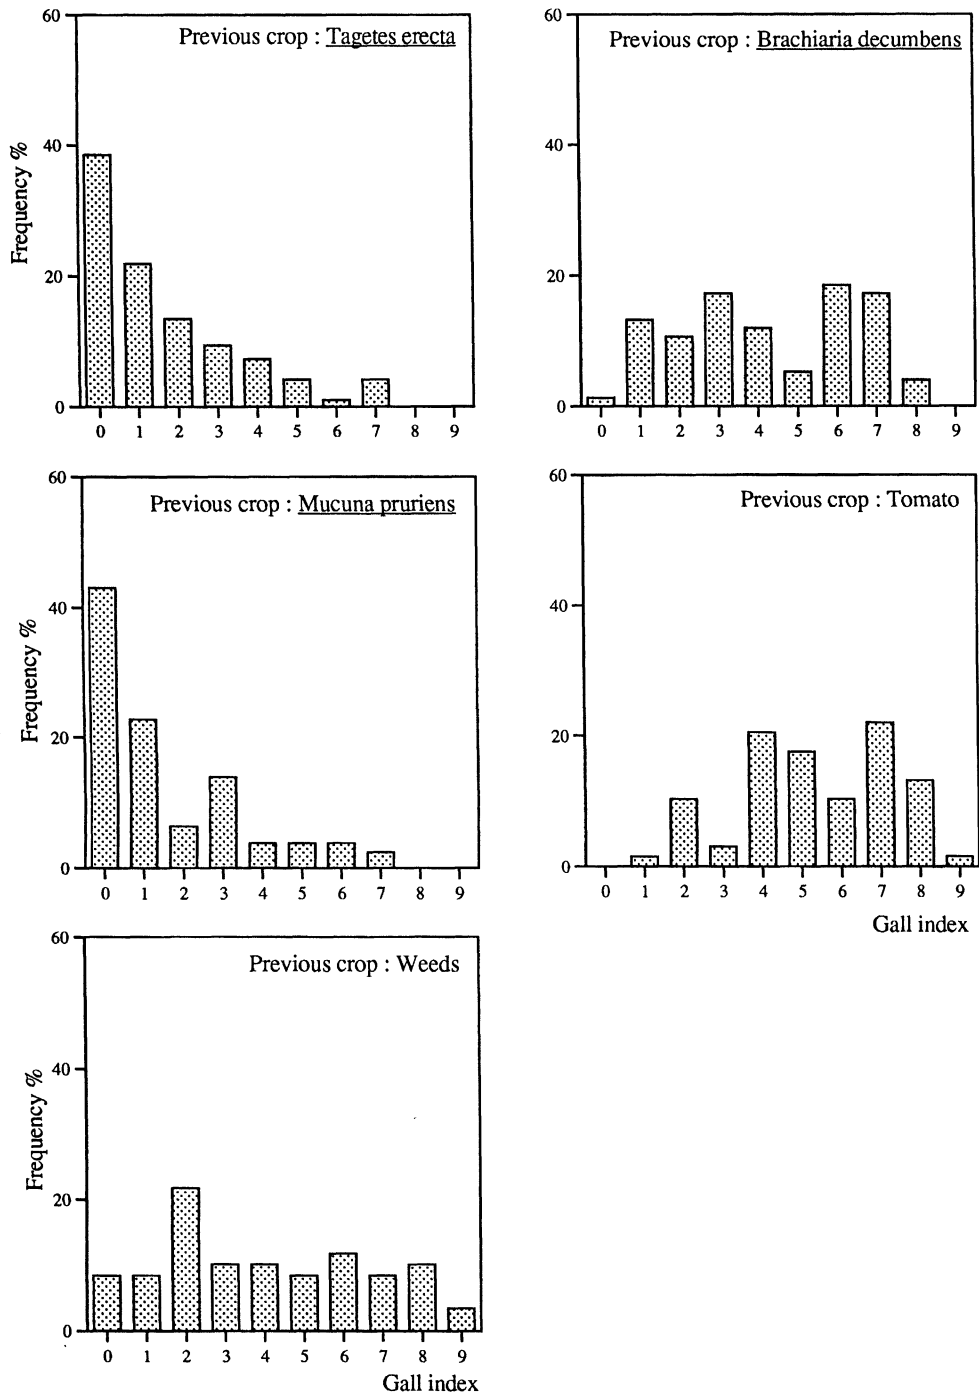 60
Previous crop : Tagetes erecta
40
Frequency %
20
0
0 1 2 3 4 5 6 7 8 9
60
Previous crop : Brachiaria decumbens
40
20
0
0 1 2 3 4 5 6 7 8 9
60
Previous crop : Mucuna pruriens
40
Frequency %
20
0
0 1 2 3 4 5 6 7 8 9
60
Previous crop : Tomato
40
20
0
0 1 2 3 4 5 6 7 8 9
Gall index
60
Previous crop : Weeds
40
Frequency %
20
0
0 1 2 3 4 5 6 7 8 9
Gall index